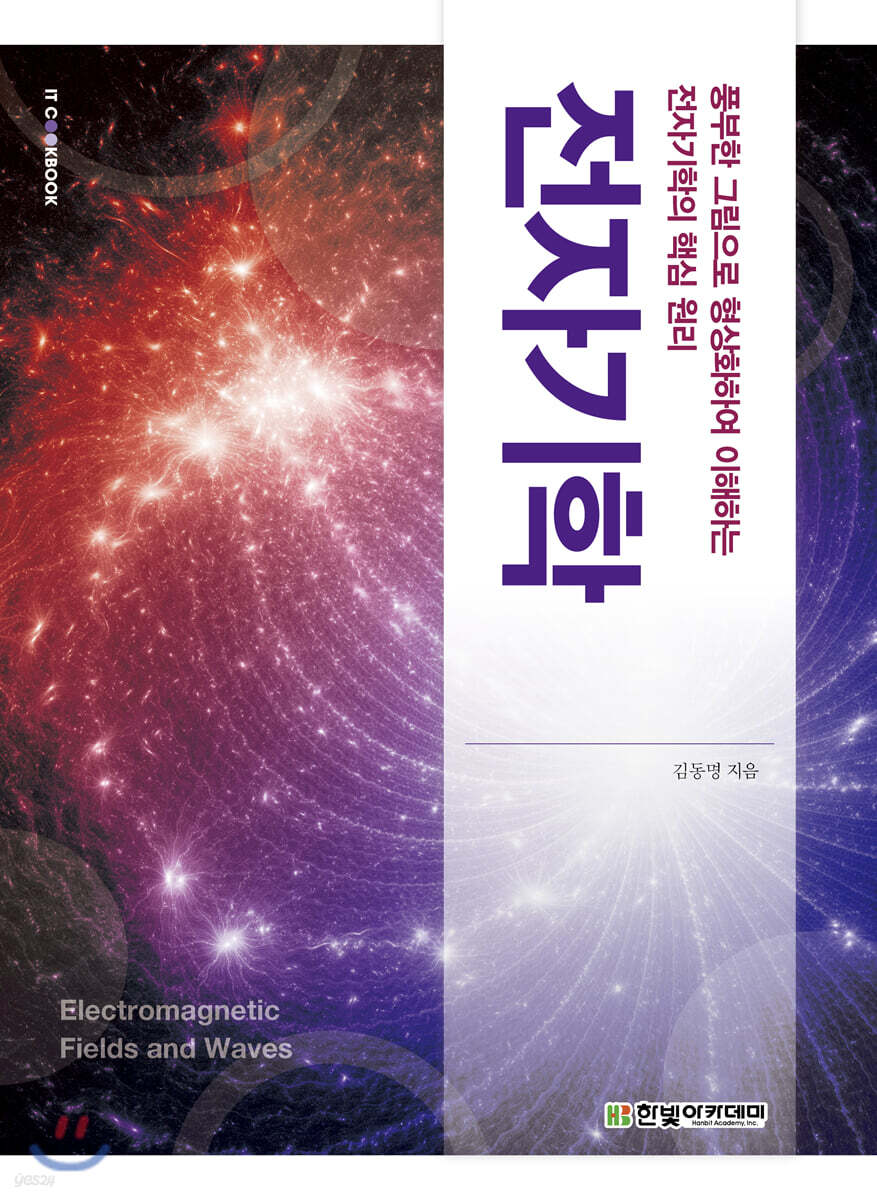 IT COOKBOOK
풍부한 그림으로 형상화하여 이해하는
전자기학의 핵심 원리
전자기학
김동명 지음
Electromagnetic
Fields and Waves
HB 한빛아카데미
Hanbit Academy, Inc.
yes24